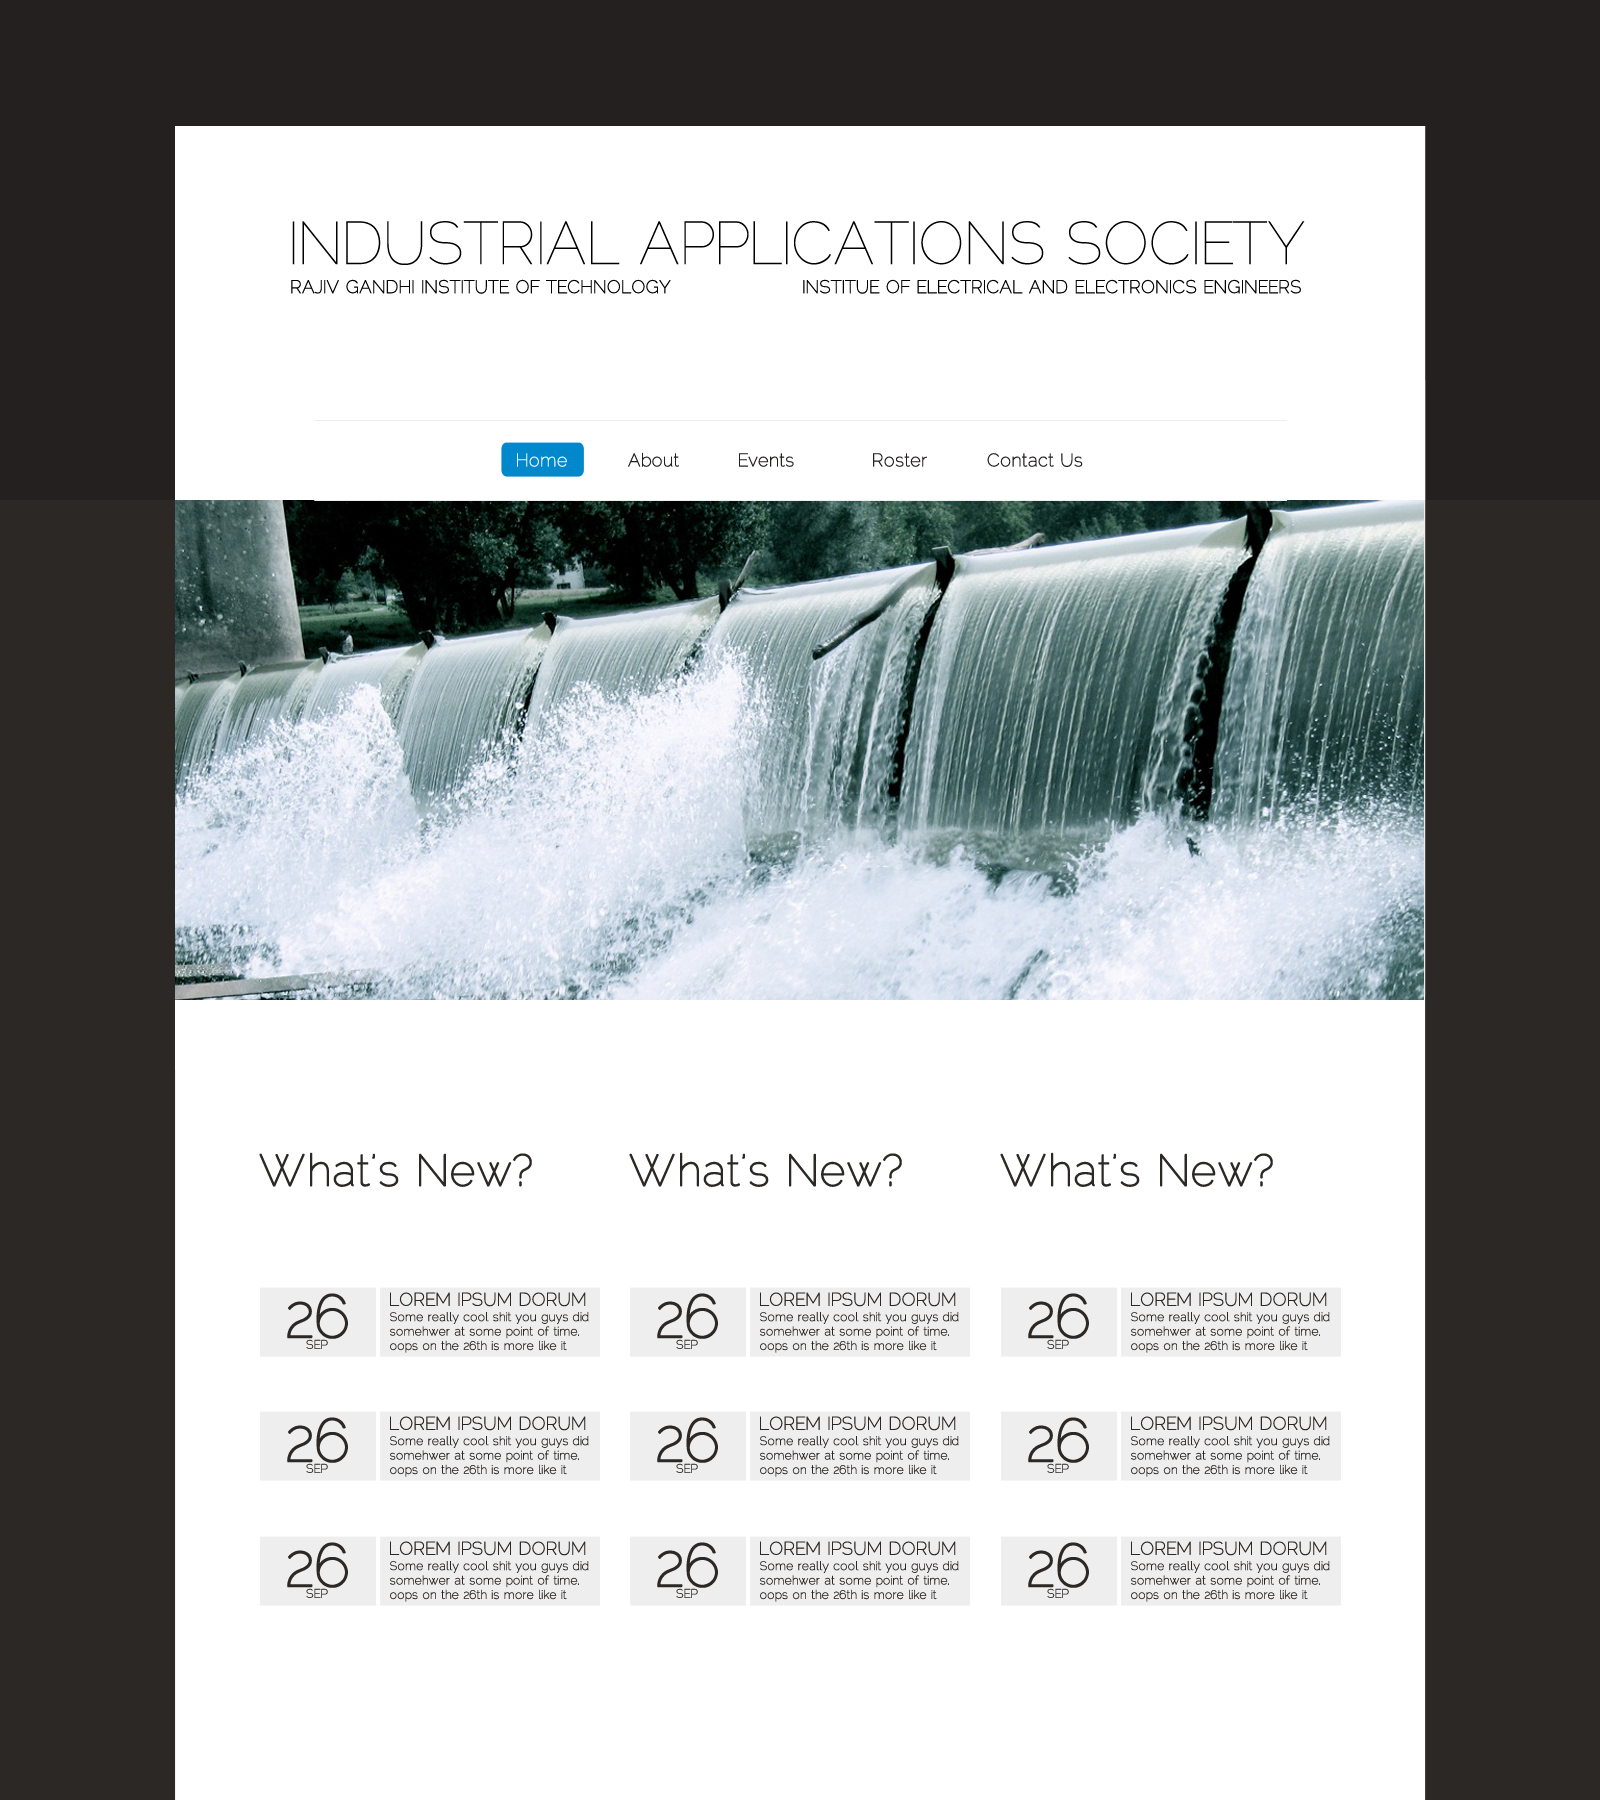 INDUSTRIAL APPLICATIONS SOCIETY
RAJIV GANDHI INSTITUTE OF TECHNOLOGY
INSTITUE OF ELECTRICAL AND ELECTRONICS ENGINEERS
Home
About
Events
Roster
Contact Us
What's New?
26
SEP
LOREM IPSUM DORUM
Some really cool shit you guys did
somehwer at some point of time.
oops on the 26th is more like it
26
SEP
LOREM IPSUM DORUM
Some really cool shit you guys did
somehwer at some point of time.
oops on the 26th is more like it
26
SEP
LOREM IPSUM DORUM
Some really cool shit you guys did
somehwer at some point of time.
oops on the 26th is more like it
What's New?
26
SEP
LOREM IPSUM DORUM
Some really cool shit you guys did
somehwer at some point of time.
oops on the 26th is more like it
26
SEP
LOREM IPSUM DORUM
Some really cool shit you guys did
somehwer at some point of time.
oops on the 26th is more like it
26
SEP
LOREM IPSUM DORUM
Some really cool shit you guys did
somehwer at some point of time.
oops on the 26th is more like it
What's New?
26
SEP
LOREM IPSUM DORUM
Some really cool shit you guys did
somehwer at some point of time.
oops on the 26th is more like it
26
SEP
LOREM IPSUM DORUM
Some really cool shit you guys did
somehwer at some point of time.
oops on the 26th is more like it
26
SEP
LOREM IPSUM DORUM
Some really cool shit you guys did
somehwer at some point of time.
oops on the 26th is more like it